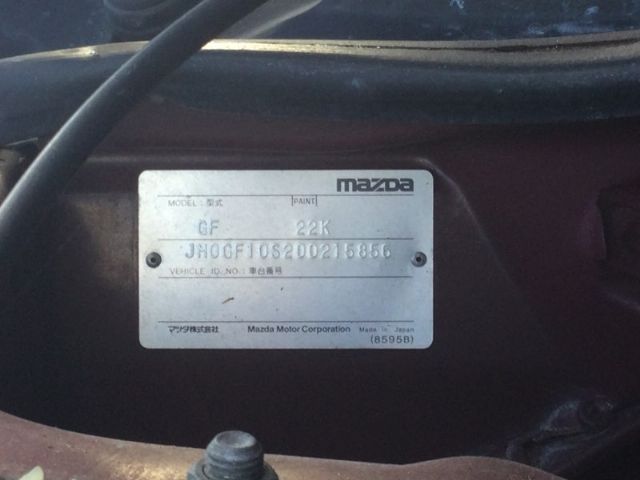 mazda
MODEL:型式 PAINT
GF 22K
JM0GF10S200215856
VEHICLE ID. NO.:車台番号
マツダ株式会社 Mazda Motor Corporation Made in Japan
(8595B)